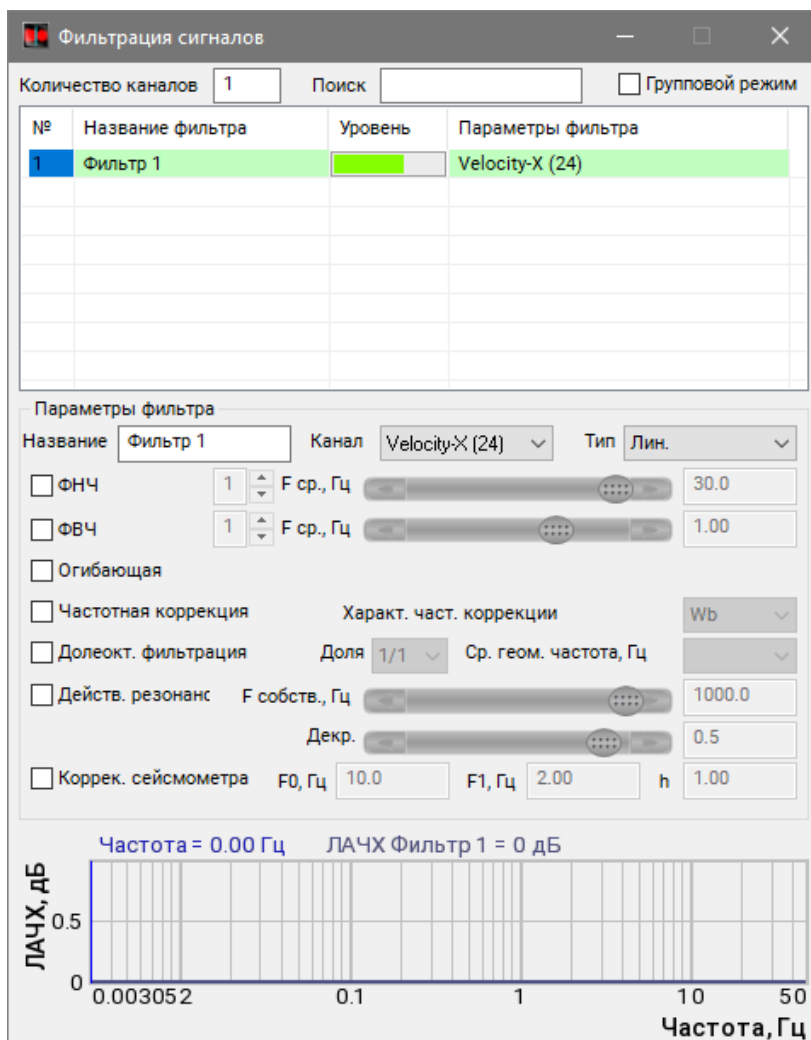 Фильтрация сигналов
Количество каналов 1 Поиск Групповой режим
№ Название фильтра Уровень Параметры фильтра
1 Фильтр 1 Velocity-X (24)
Параметры фильтра
Название Фильтр 1 Канал Velocity-X (24) Тип Лин.
ФНЧ 1 F ср., Гц 30.0
ФВЧ 1 F ср., Гц 1.00
Огибающая
Частотная коррекция Характ. част. коррекции Wb
Долеокт. фильтрация Доля 1/1 Ср. геом. частота, Гц
Действ. резонанс F собств., Гц 1000.0
Декр. 0.5
Коррек. сейсмометра F0, Гц 10.0 F1, Гц 2.00 h 1.00
Частота = 0.00 Гц ЛАЧХ Фильтр 1 = 0 дБ
ЛАЧХ, дБ
0.5
0
0.003052 0.1 1 10 50
Частота, Гц